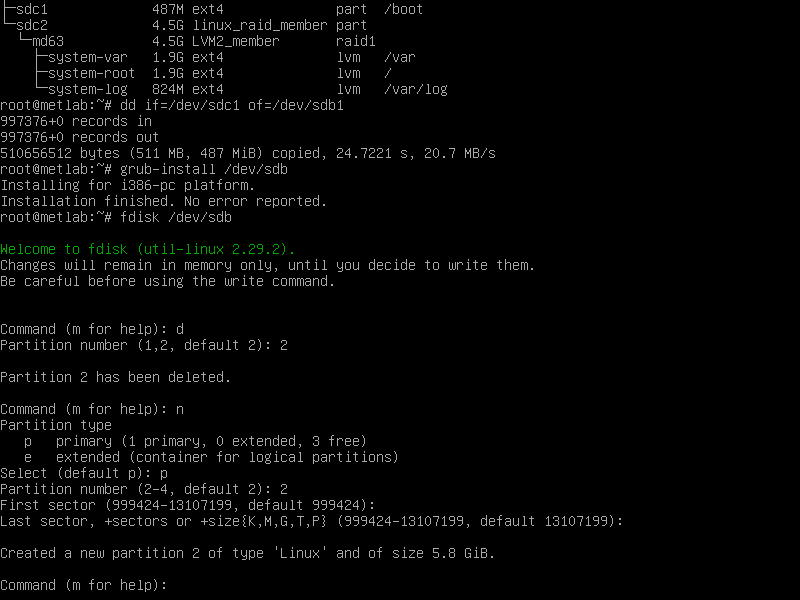 ├─sdc1             487M ext4              part  /boot
└─sdc2             4.5G linux_raid_member part
  └─md63           4.5G LVM2_member       raid1
    ├─system-var   1.9G ext4              lvm   /var
    ├─system-root  1.9G ext4              lvm   /
    └─system-log   824M ext4              lvm   /var/log
root@metlab:~# dd if=/dev/sdc1 of=/dev/sdb1
997376+0 records in
997376+0 records out
510656512 bytes (511 MB, 487 MiB) copied, 24.7221 s, 20.7 MB/s
root@metlab:~# grub-install /dev/sdb
Installing for i386-pc platform.
Installation finished. No error reported.
root@metlab:~# fdisk /dev/sdb

Welcome to fdisk (util-linux 2.29.2).
Changes will remain in memory only, until you decide to write them.
Be careful before using the write command.


Command (m for help): d
Partition number (1,2, default 2): 2

Partition 2 has been deleted.

Command (m for help): n
Partition type
   p   primary (1 primary, 0 extended, 3 free)
   e   extended (container for logical partitions)
Select (default p): p
Partition number (2-4, default 2): 2
First sector (999424-13107199, default 999424):
Last sector, +sectors or +size{K,M,G,T,P} (999424-13107199, default 13107199):

Created a new partition 2 of type 'Linux' and of size 5.8 GiB.

Command (m for help):